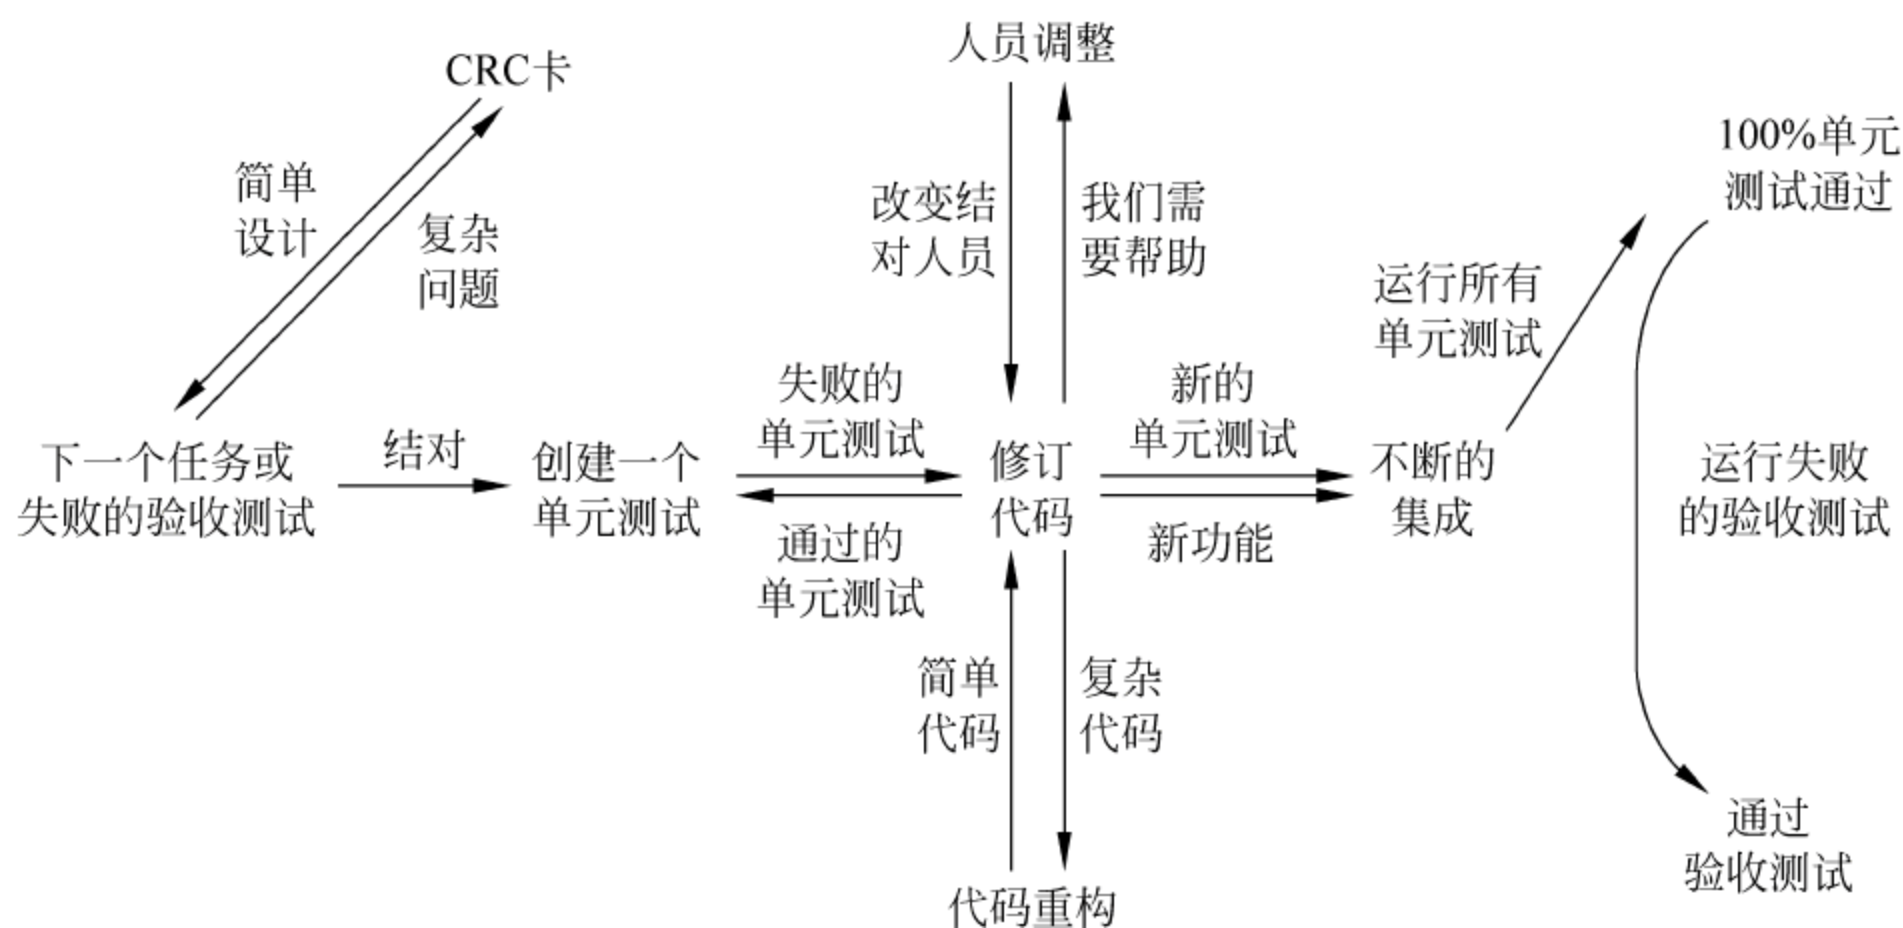 人员调整
CRC卡
100%单元
测试通过
简单
设计
复杂
问题
改变结
对人员
我们需
要帮助
运行所有
单元测试
下一个任务或
失败的验收测试
结对
创建一个
单元测试
失败的
单元测试
通过的
单元测试
修订
代码
新的
单元测试
新功能
不断的
集成
运行失败
的验收测试
简单
代码
复杂
代码
通过
验收测试
代码重构